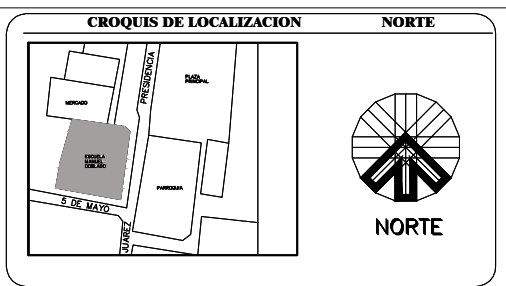 CROQUIS DE LOCALIZACION
NORTE
PRESIDENCIA
PLAZA
PRINCIPAL
MERCADO
ESCUELA
MANUEL
DOBLADO
PARROQUIA
5 DE MAYO
JUAREZ
NORTE